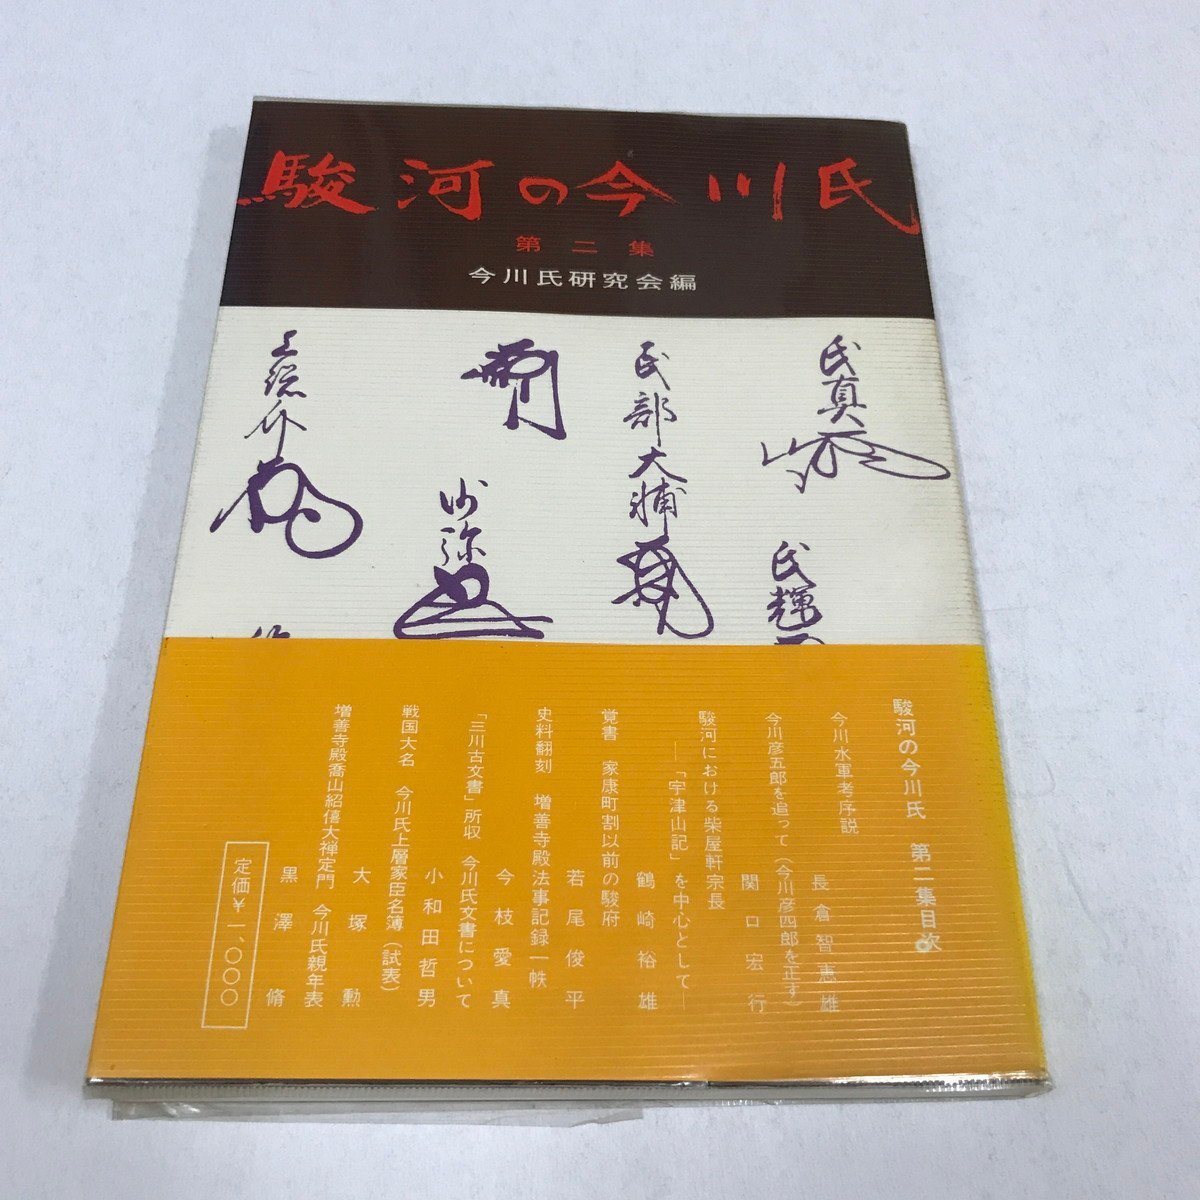 駿河の今川氏
第二集
今川氏研究会編
氏真
氏輝
民部大輔
沙弥
上総介
駿河の今川氏 第二集目次
今川水軍考序説
長倉智恵雄
今川彦五郎を追って(今川彦四郎を正す)
関口宏行
駿河における柴屋軒宗長
―「宇津山記」を中心として―
鶴崎裕雄
覚書 家康町割以前の駿府
若尾俊平
史料翻刻 増善寺殿法事記録一帙
今枝愛真
「三川古文書」所収 今川氏文書について
小和田哲男
戦国大名 今川氏上層家臣名簿(試表)
大塚勲
増善寺殿喬山紹僖大禅定門 今川氏親年表
黒澤脩
定価¥一、〇〇〇